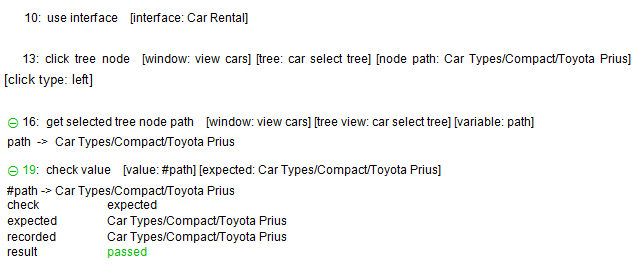 10: use interface [interface: Car Rental]
13: click tree node [window: view cars] [tree: car select tree] [node path: Car Types/Compact/Toyota Prius]
[click type: left]
16: get selected tree node path [window: view cars] [tree view: car select tree] [variable: path]
path -> Car Types/Compact/Toyota Prius
19: check value [value: #path] [expected: Car Types/Compact/Toyota Prius]
#path -> Car Types/Compact/Toyota Prius
check expected
expected Car Types/Compact/Toyota Prius
recorded Car Types/Compact/Toyota Prius
result passed